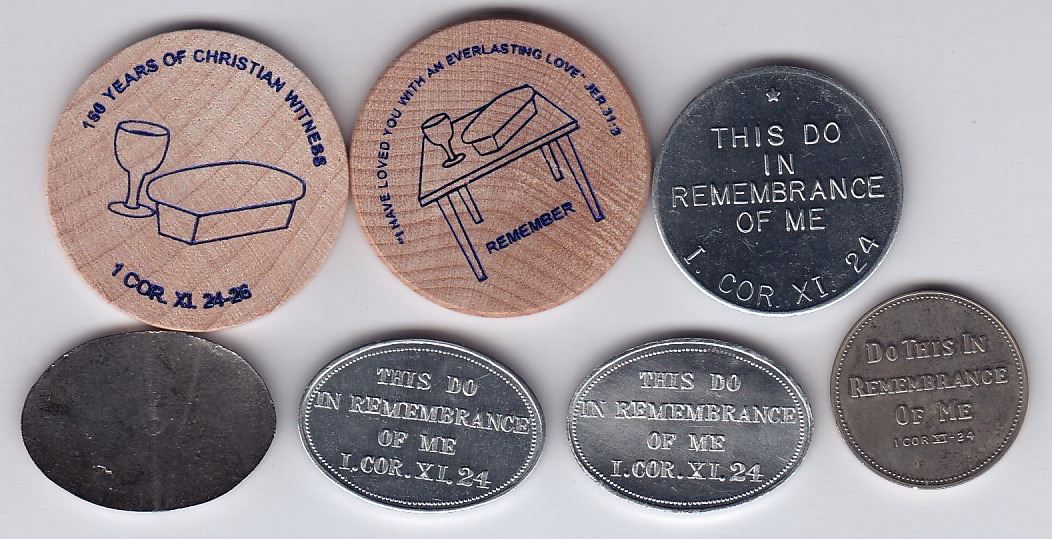 150 YEARS OF CHRISTIAN WITNESS
1 COR. XI. 24-26
"I HAVE LOVED YOU WITH AN EVERLASTING LOVE" JER.31:3
REMEMBER
THIS DO
IN
REMEMBRANCE
OF ME
I. COR. XI. 24
THIS DO
IN REMEMBRANCE
OF ME
I. COR. XI. 24
THIS DO
IN REMEMBRANCE
OF ME
I. COR. XI. 24
DO THIS IN
REMEMBRANCE
OF ME
I COR XI-24